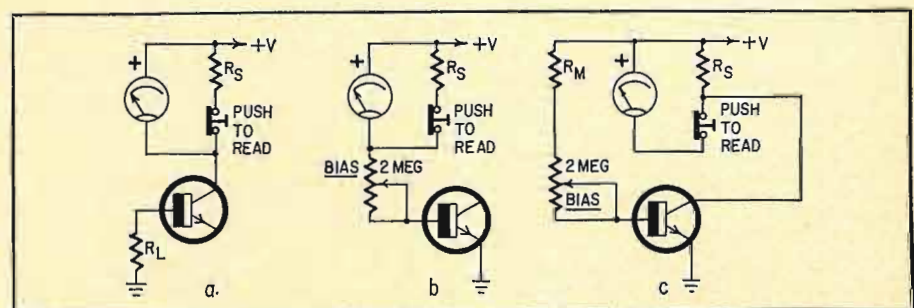 +V
+
R_S
PUSH
TO
READ
R_L
a.
+V
+
R_S
PUSH
TO
READ
BIAS
2 MEG
b
+V
R_M
+
R_S
PUSH
TO
READ
2 MEG
BIAS
c